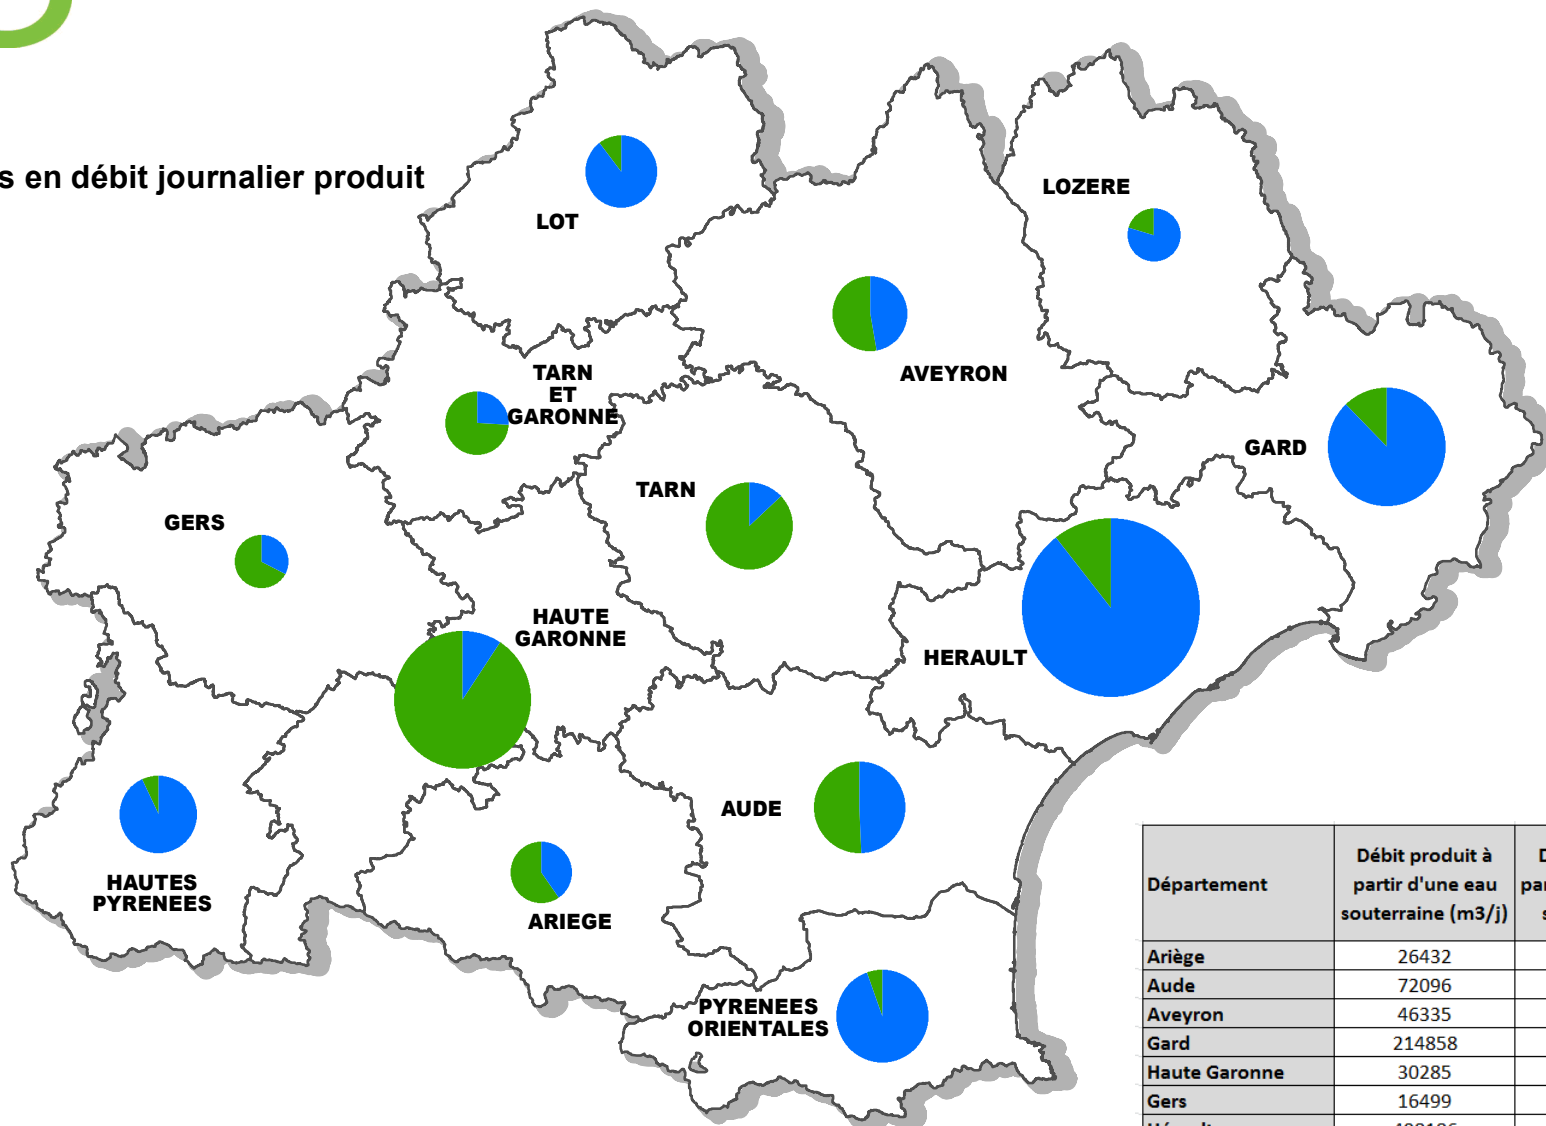 s en débit journalier produit
LOT
LOZERE
AVEYRON
TARN
ET
GARONNE
GARD
TARN
GERS
HAUTE
GARONNE
HERAULT
AUDE
HAUTES
PYRENEES
ARIEGE
PYRENEES
ORIENTALES
Département
Débit produit à
partir d'une eau
souterraine (m3/j)
Ariège 26432
Aude 72096
Aveyron 46335
Gard 214858
Haute Garonne 30285
Gers 16499